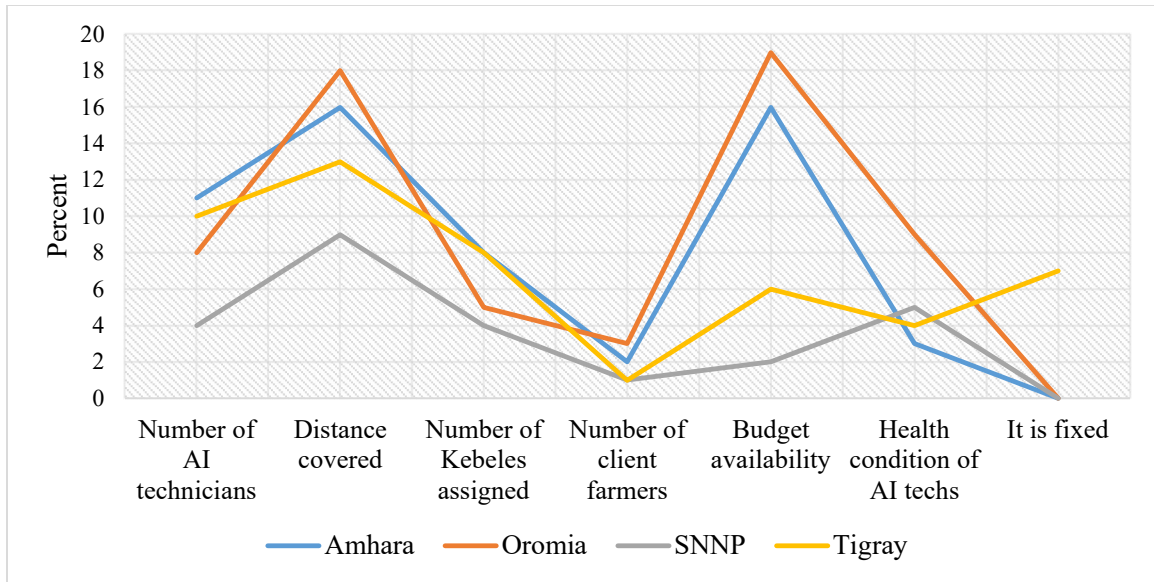 20
18
16
14
12
10
8
6
4
2
0
Percent
Number of
AI
technicians
Distance
covered
Number of
Kebeles
assigned
Number of
client
farmers
Budget
availability
Health
condition of
AI techs
It is fixed
Amhara
Oromia
SNNP
Tigray